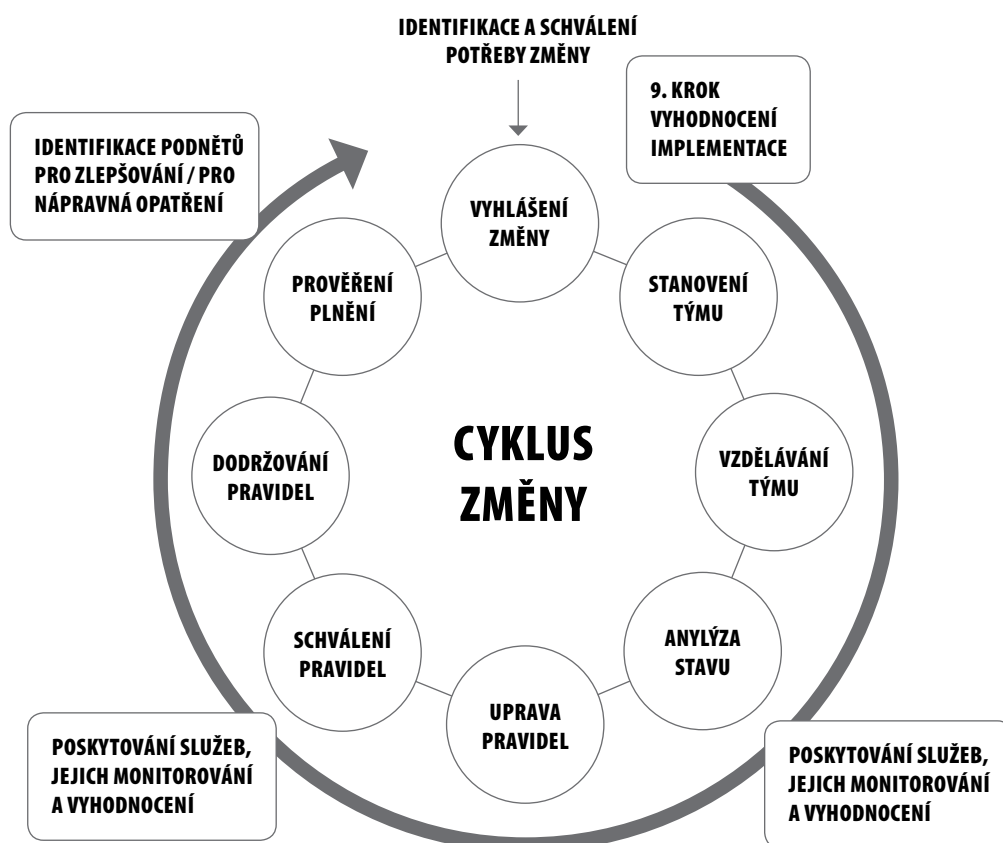 IDENTIFIKACE A SCHVÁLENÍ
POTŘEBY ZMĚNY
9. KROK
VYHODNOCENÍ
IMPLEMENTACE
IDENTIFIKACE PODNĚTŮ
PRO ZLEPŠOVÁNÍ / PRO
NÁPRAVNÁ OPATŘENÍ
VYHLÁŠENÍ
ZMĚNY
STANOVENÍ
TÝMU
VZDĚLÁVÁNÍ
TÝMU
ANYLÝZA
STAVU
UPRAVA
PRAVIDEL
SCHVÁLENÍ
PRAVIDEL
DODRŽOVÁNÍ
PRAVIDEL
PROVĚŘENÍ
PLNĚNÍ
CYKLUS
ZMĚNY
POSKYTOVÁNÍ SLUŽEB,
JEJICH MONITOROVÁNÍ
A VYHODNOCENÍ
POSKYTOVÁNÍ SLUŽEB,
JEJICH MONITOROVÁNÍ
A VYHODNOCENÍ